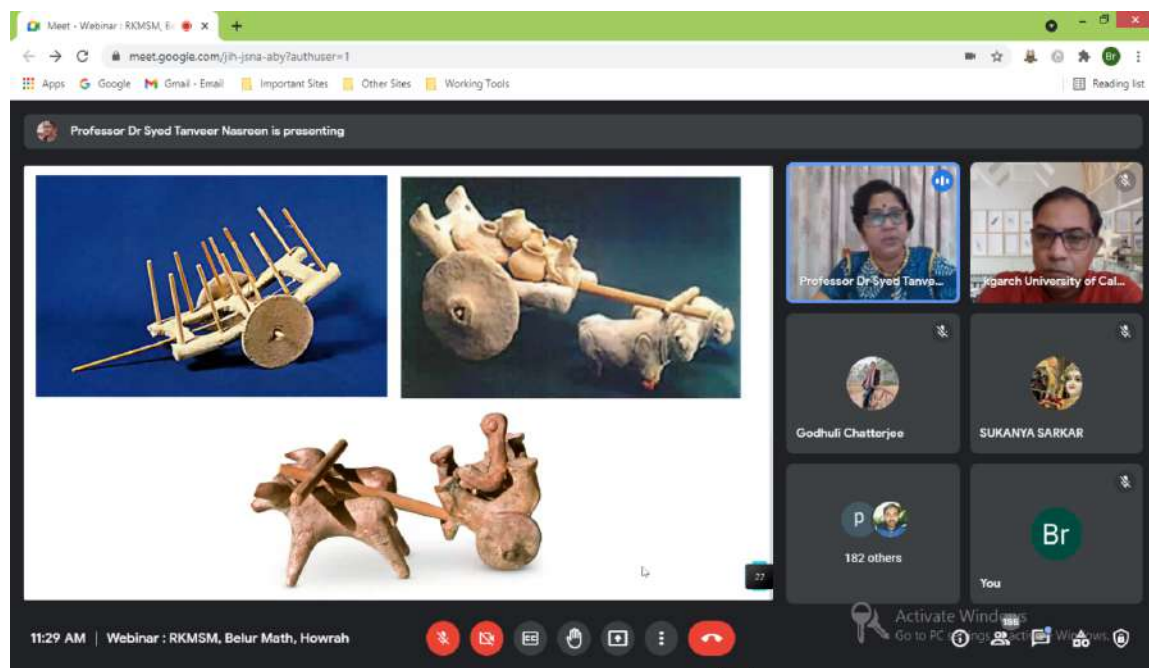 Meet - Webinar : RKMSM, B
meet.google.com/jih-jsna-aby?authuser=1
Br
Apps Google Gmail - Email Important Sites Other Sites Working Tools Reading list
Professor Dr Syed Tanveer Nasreen is presenting
Professor Dr Syed Tanve...
kgarch University of Cal...
Godhuli Chatterjee
SUKANYA SARKAR
P
182 others
Br
You
27
Activate Windows
Go to PC settings to activate Windows.
11:29 AM | Webinar : RKMSM, Belur Math, Howrah
CC
186